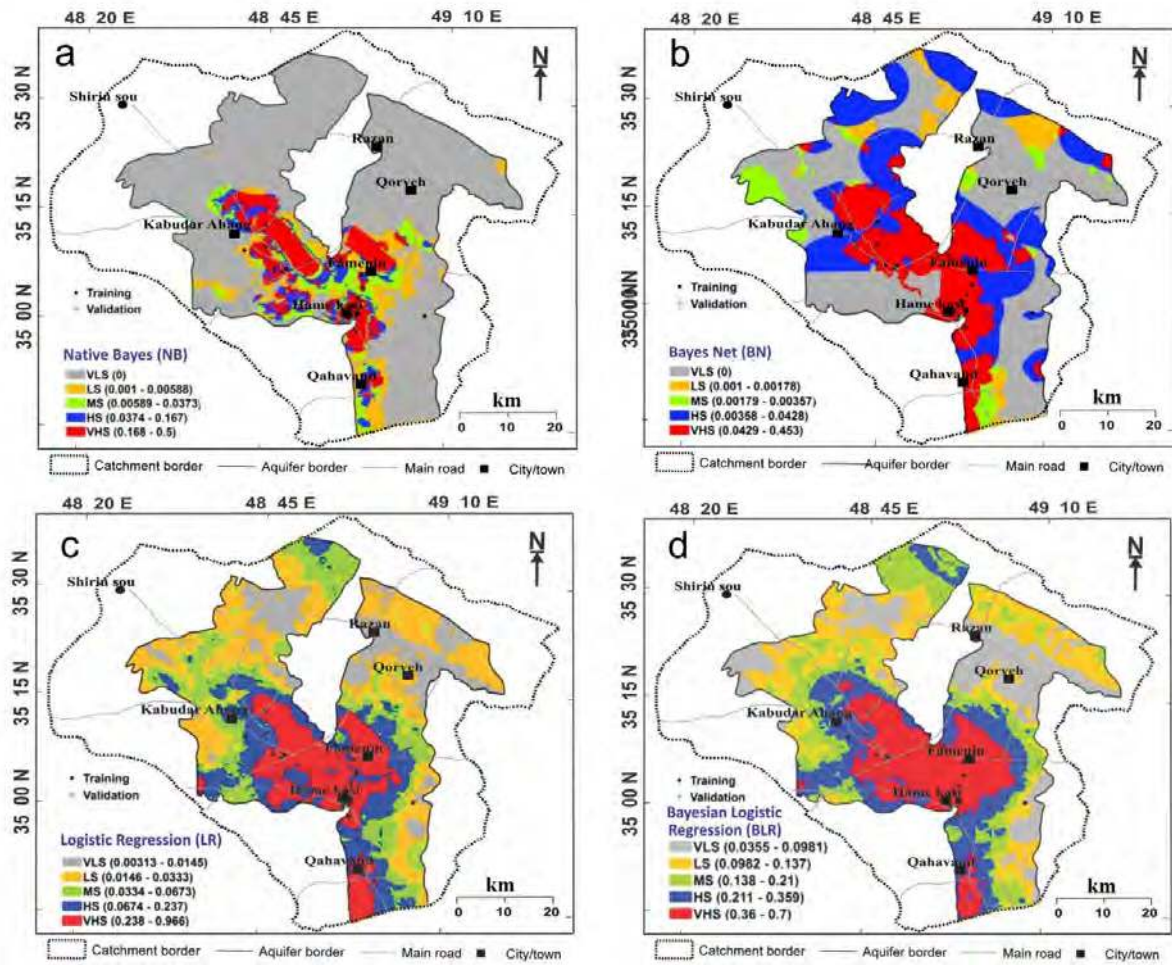 48 20 E 48 45 E 49 10 E
a
N
Shirin sou
35 30 N
Razan
Qorveh
35 15 N
Kabudar Ahang
Famenin
35 00 N
Training
Validation
Native Bayes (NB)
VLS (0)
LS (0.001 - 0.00588)
MS (0.00589 - 0.0373)
HS (0.0374 - 0.167)
VHS (0.168 - 0.5)
Qahavand
km
0 10 20
Catchment border Aquifer border Main road City/town
48 20 E 48 45 E 49 10 E
b
N
Shirin sou
35 30 N
Razan
Qorveh
35 15 N
Kabudar Ahang
Famenin
Training
Validation
Bayes Net (BN)
VLS (0)
LS (0.001 - 0.00178)
MS (0.00179 - 0.00357)
HS (0.00358 - 0.0428)
VHS (0.0429 - 0.453)
Qahavand
km
0 10 20
Catchment border Aquifer border Main road City/town
48 20 E 48 45 E 49 10 E
c
N
Shirin sou
35 30 N
Razan
Qorveh
35 15 N
Kabudar Ahang
Famenin
35 00 N
Training
Validation
Logistic Regression (LR)
VLS (0.00313 - 0.0145)
LS (0.0146 - 0.0333)
MS (0.0334 - 0.0673)
HS (0.0674 - 0.237)
VHS (0.238 - 0.966)
Qahavand
km
0 10 20
Catchment border Aquifer border Main road City/town
48 20 E 48 45 E 49 10 E
d
N
Shirin sou
35 30 N
Razan
Qorveh
35 15 N
Kabudar Ahang
Famenin
35 00 N
Training
Validation
Bayesian Logistic
Regression (BLR)
VLS (0.0355 - 0.0981)
LS (0.0982 - 0.137)
MS (0.138 - 0.21)
HS (0.211 - 0.359)
VHS (0.36 - 0.7)
Qahavand
km
0 10 20
Catchment border Aquifer border Main road City/town